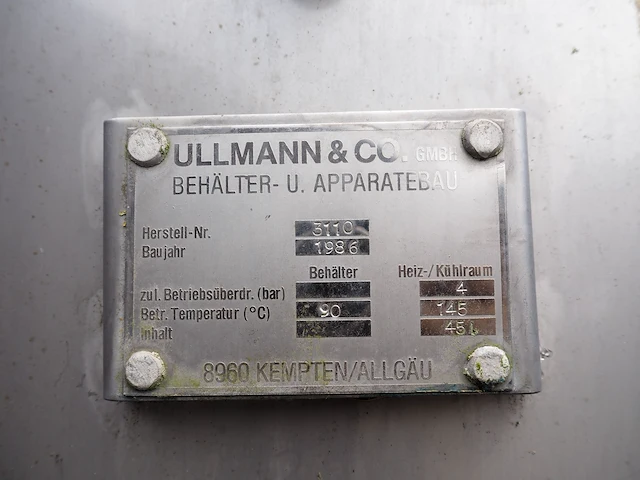 ULLMANN & CO. GMBH
BEHÄLTER- U. APPARATEBAU
Herstell-Nr. 3110
Baujahr 1986
Behälter Heiz-/Kühlraum
zul. Betriebsüberdr. (bar) 4
Betr. Temperatur (°C) 90 145
Inhalt 45L
8960 KEMPTEN/ALLGÄU